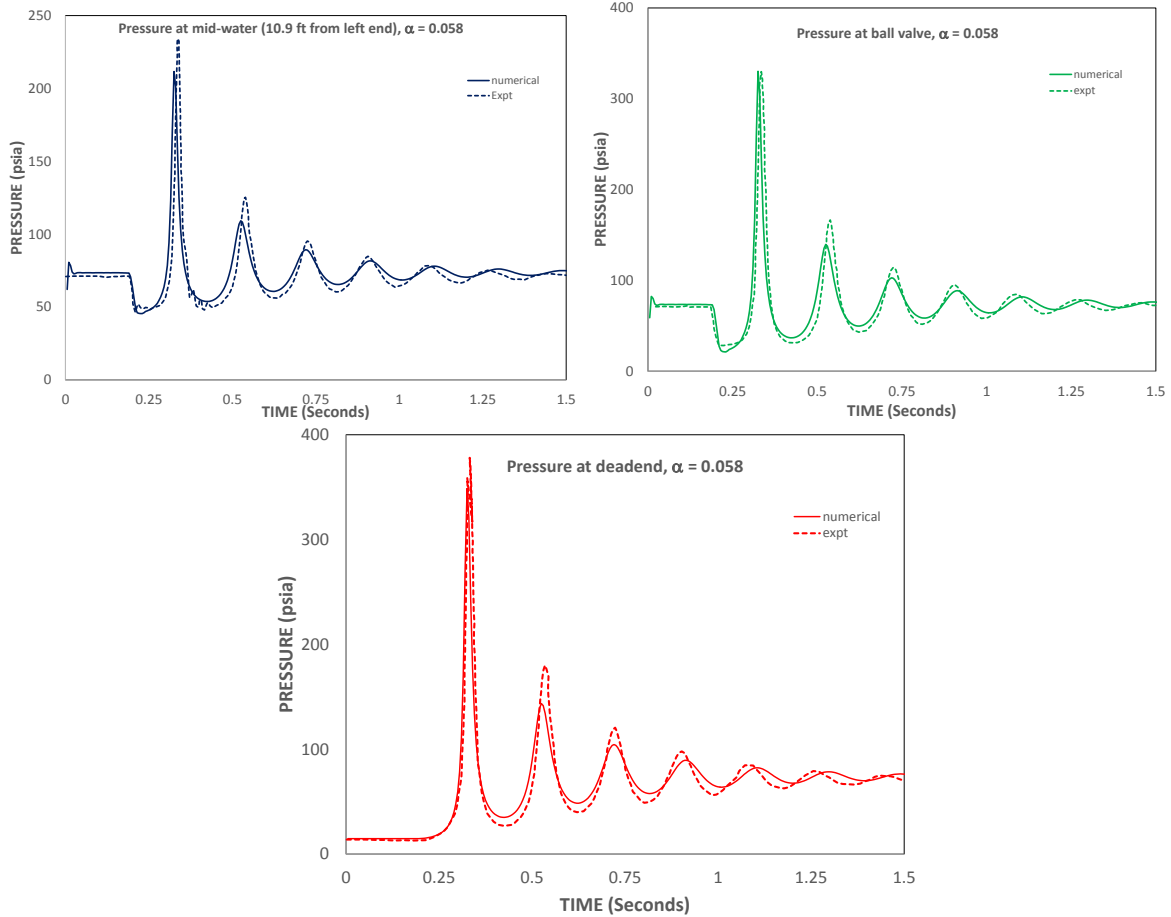 Pressure at mid-water (10.9 ft from left end), α = 0.058
numerical
Expt
PRESSURE (psia)
250
200
150
100
50
0
0 0.25 0.5 0.75 1 1.25 1.5
TIME (Seconds)
Pressure at ball valve, α = 0.058
numerical
expt
PRESSURE (psia)
400
300
200
100
0
0 0.25 0.5 0.75 1 1.25 1.5
TIME (Seconds)
Pressure at deadend, α = 0.058
numerical
expt
PRESSURE (psia)
400
300
200
100
0
0 0.25 0.5 0.75 1 1.25 1.5
TIME (Seconds)